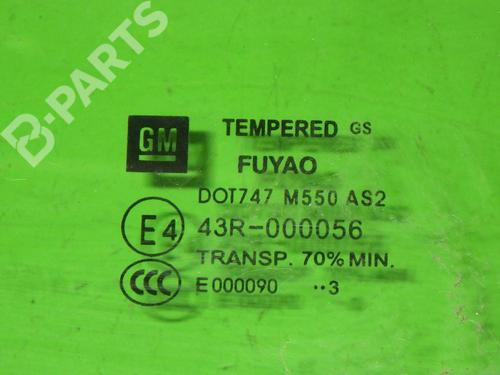 B-PARTS
GM
TEMPERED GS
FUYAO
DOT747 M550 AS2
E4 43R-000056
TRANSP. 70% MIN.
CCC E000090 ··3